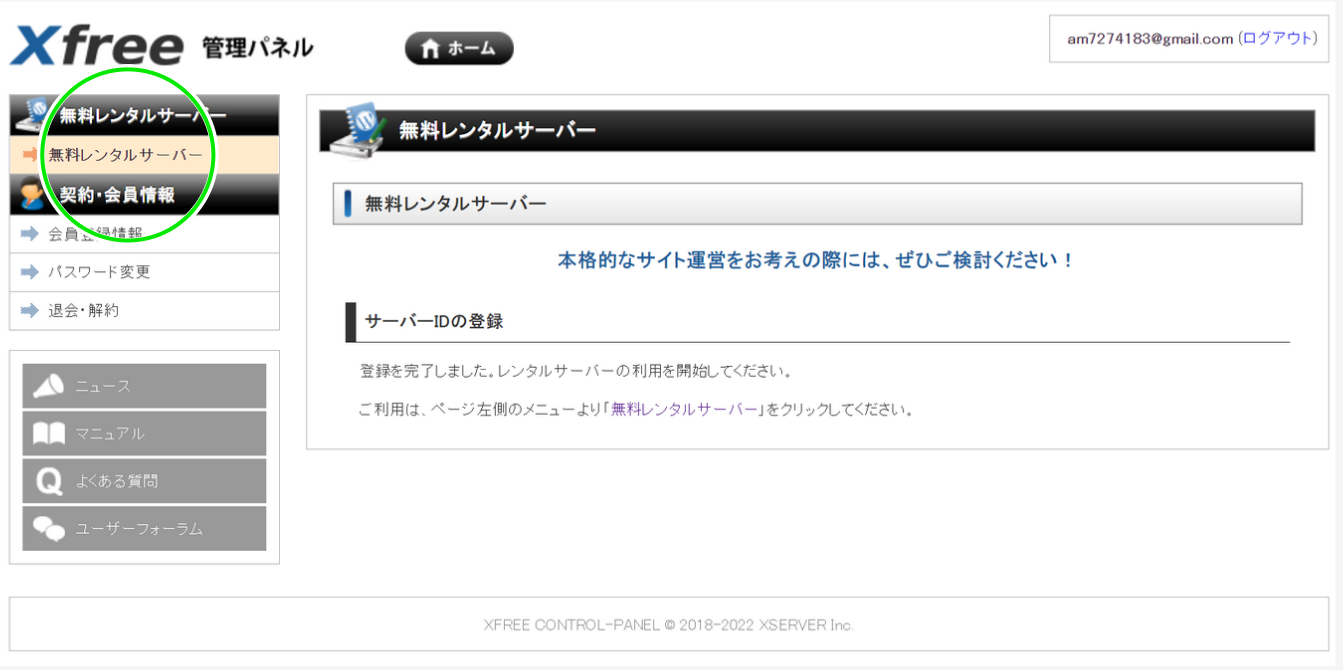 Xfree 管理パネル
ホーム
am7274183@gmail.com (ログアウト)
無料レンタルサーバー
無料レンタルサーバー
契約・会員情報
会員登録情報
パスワード変更
退会・解約
ニュース
マニュアル
よくある質問
ユーザーフォーラム
無料レンタルサーバー
無料レンタルサーバー
本格的なサイト運営をお考えの際には、ぜひご検討ください！
サーバーIDの登録
登録を完了しました。レンタルサーバーの利用を開始してください。
ご利用は、ページ左側のメニューより「無料レンタルサーバー」をクリックしてください。
XFREE CONTROL-PANEL © 2018-2022 XSERVER Inc.